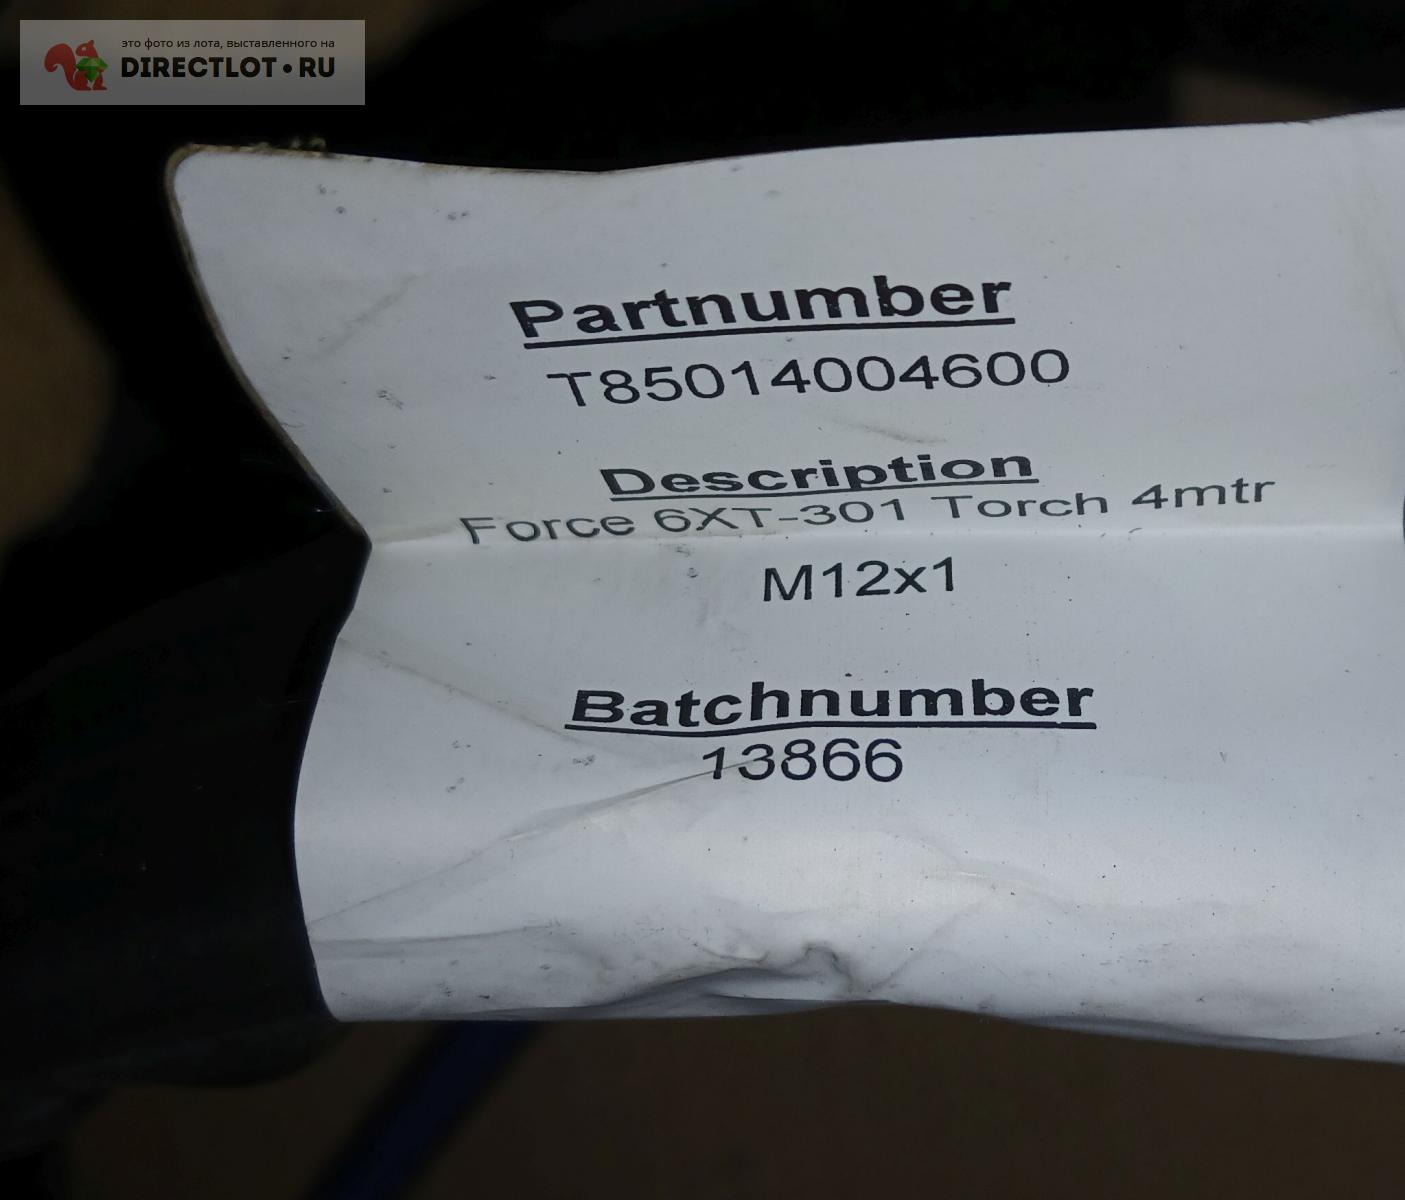 это фото из лота, выставленного на
DIRECTLOT•RU
Partnumber
T85014004600
Description
Force 6XT-301 Torch 4mtr
M12x1
Batchnumber
13866